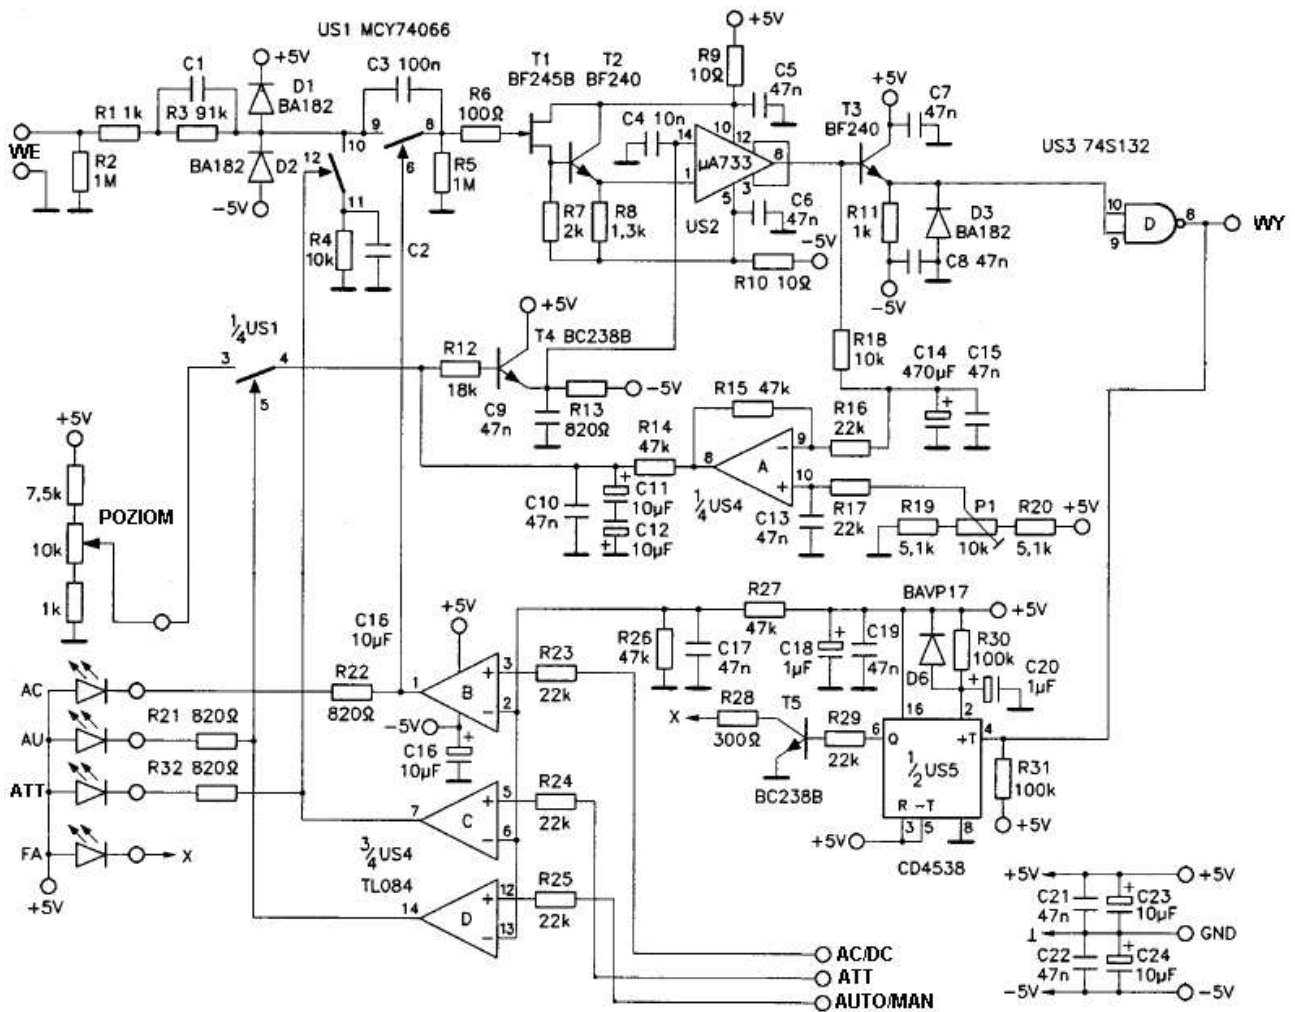 US1 MCY74066
+5V
C1
D1
BA182
R1 1k
R3 91k
WE
R2
1M
BA182
D2
-5V
C3 100n
9
8
10
6
12
11
R4
10k
C2
R5
1M
R6
100Ω
T1
BF245B
T2
BF240
+5V
R9
10Ω
C5
47n
C4 10n
14
10
12
µA733
8
1
5
3
US2
C6
47n
R7
2k
R8
1,3k
-5V
R10 10Ω
+5V
T3
BF240
C7
47n
R11
1k
D3
BA182
C8 47n
-5V
US3 74S132
10
9
D
8
WY
1/4US1
3
4
5
R12
18k
+5V
T4 BC238B
-5V
C9
47n
R13
820Ω
R18
10k
C14
470µF
+
C15
47n
R15 47k
R14
47k
R16
22k
9
8
A
-
+
10
1/4US4
R17
22k
C13
47n
C10
47n
+
C11
10µF
C12
10µF
+
R19
5,1k
P1
10k
R20
5,1k
+5V
+5V
7,5k
10k
1k
POZIOM
AC
AU
ATT
FA
+5V
X
R21 820Ω
R32 820Ω
R22
820Ω
C16
10µF
+5V
1
B
+
-
3
2
-5V
C16
10µF
+
R23
22k
7
C
+
-
5
6
R24
22k
3/4US4
TL084
14
D
+
-
12
13
R25
22k
AC/DC
ATT
AUTO/MAN
R26
47k
C17
47n
R27
47k
C18
1µF
+
C19
47n
BAVP17
D6
R30
100k
+5V
C20
1µF
+
X
R28
300Ω
T5
BC238B
R29
22k
16
2
6
Q
+T
4
1/2US5
R -T
3
5
8
+5V
CD4538
R31
100k
+5V
+5V
+5V
C21
47n
+
C23
10µF
⊥
GND
C22
47n
+
C24
10µF
-5V
-5V